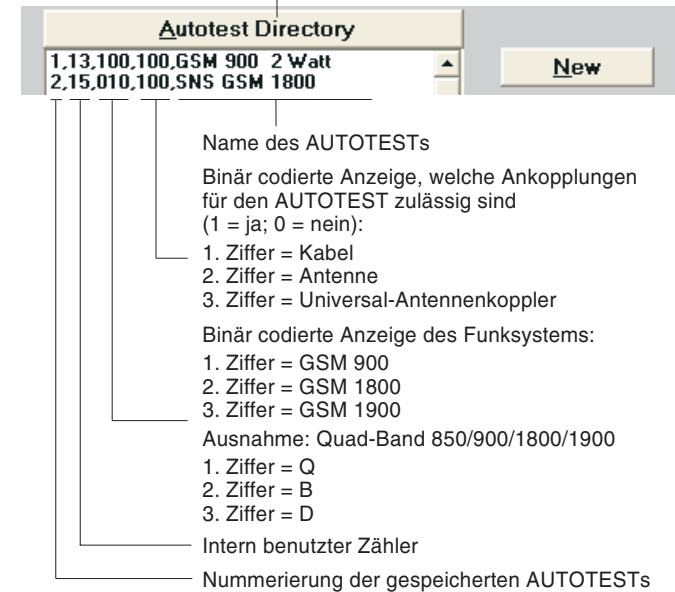 Autotest Directory
1,13,100,100,GSM 900  2 Watt
2,15,010,100,SNS GSM 1800
New
Name des AUTOTESTs
Binär codierte Anzeige, welche Ankopplungen
für den AUTOTEST zulässig sind
(1 = ja; 0 = nein):
1. Ziffer = Kabel
2. Ziffer = Antenne
3. Ziffer = Universal-Antennenkoppler
Binär codierte Anzeige des Funksystems:
1. Ziffer = GSM 900
2. Ziffer = GSM 1800
3. Ziffer = GSM 1900
Ausnahme: Quad-Band 850/900/1800/1900
1. Ziffer = Q
2. Ziffer = B
3. Ziffer = D
Intern benutzter Zähler
Nummerierung der gespeicherten AUTOTESTs